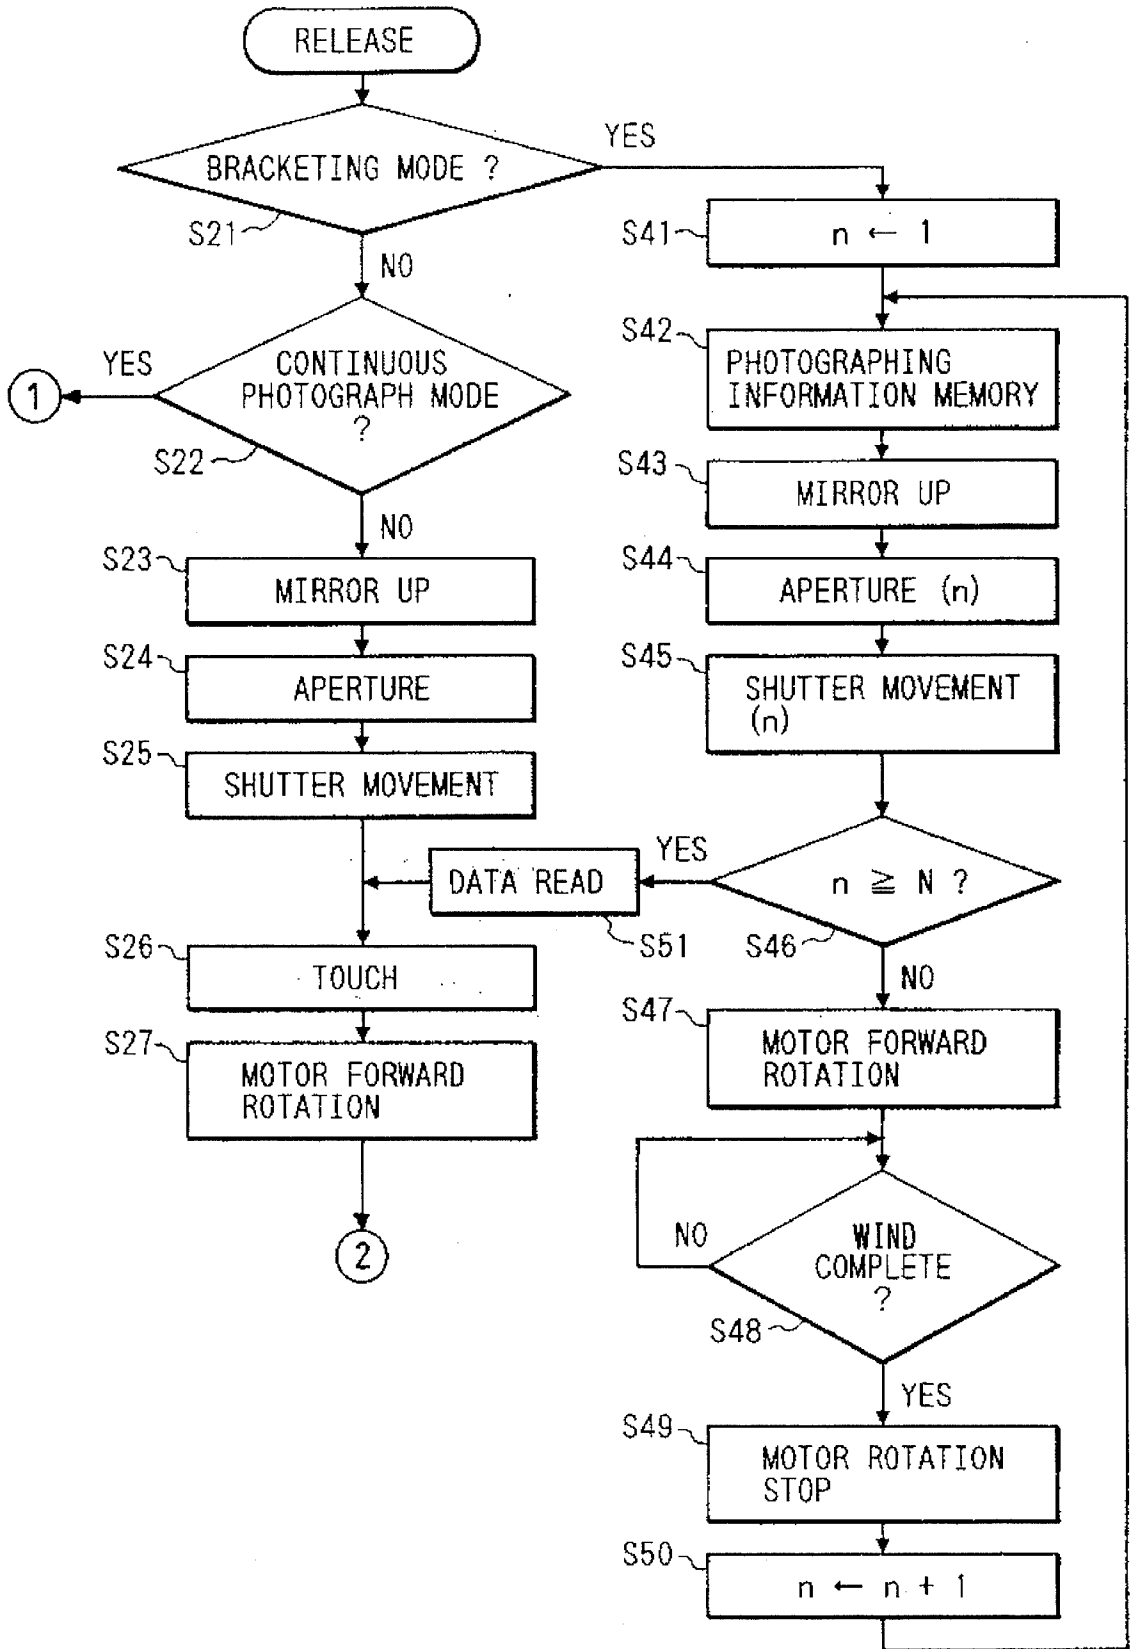 RELEASE
BRACKETING MODE ?
YES
S21
NO
CONTINUOUS
PHOTOGRAPH MODE
?
YES
1
S22
NO
S23
MIRROR UP
S24
APERTURE
S25
SHUTTER MOVEMENT
S26
TOUCH
S27
MOTOR FORWARD
ROTATION
2
S41
n ← 1
S42
PHOTOGRAPHING
INFORMATION MEMORY
S43
MIRROR UP
S44
APERTURE (n)
S45
SHUTTER MOVEMENT
(n)
n ≧ N ?
YES
DATA READ
S51
S46
NO
S47
MOTOR FORWARD
ROTATION
WIND
COMPLETE
?
NO
S48
YES
S49
MOTOR ROTATION
STOP
S50
n ← n + 1